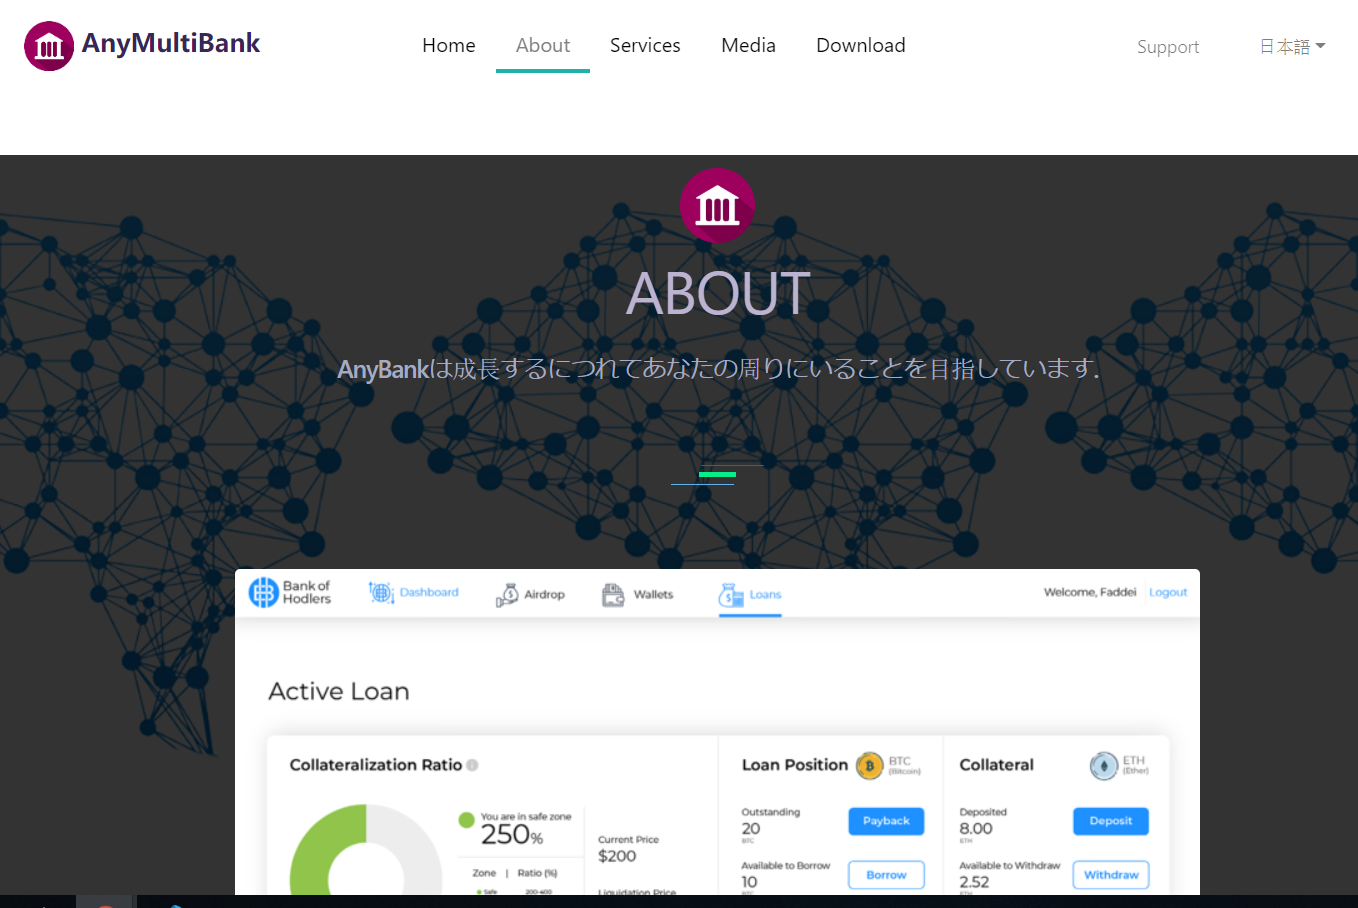 AnyMultiBank
Home About Services Media Download Support 日本語
ABOUT
AnyBankは成長するにつれてあなたの周りにいることを目指しています.
Bank of Hodlers
Dashboard Airdrop Wallets Loans Welcome, Faddei Logout
Active Loan
Collateralization Ratio
You are in safe zone
250%
Zone | Ratio (%)
Safe 200-400
Current Price
$200
Liquidation Price
Loan Position BTC (Bitcoin)
Outstanding
20
BTC
Payback
Available to Borrow
10
BTC
Borrow
Collateral ETH (Ether)
Deposited
8.00
ETH
Deposit
Available to Withdraw
2.52
ETH
Withdraw